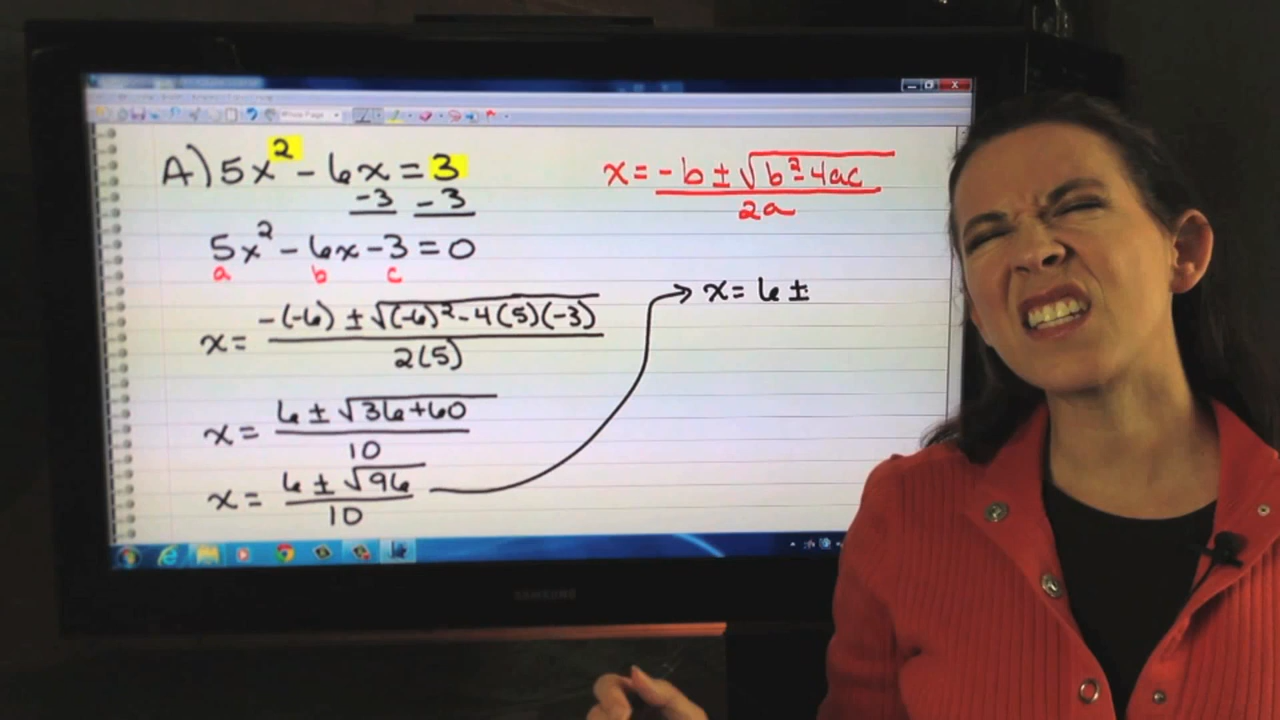 A) 5x² - 6x = 3
-3 -3
5x² - 6x - 3 = 0
a b c
x = -(-6) ± √(-6)² - 4(5)(-3)
2(5)
x = 6 ± √36+60
10
x = 6 ± √96
10
x = -b ± √b² - 4ac
2a
x = 6 ±
SAMSUNG